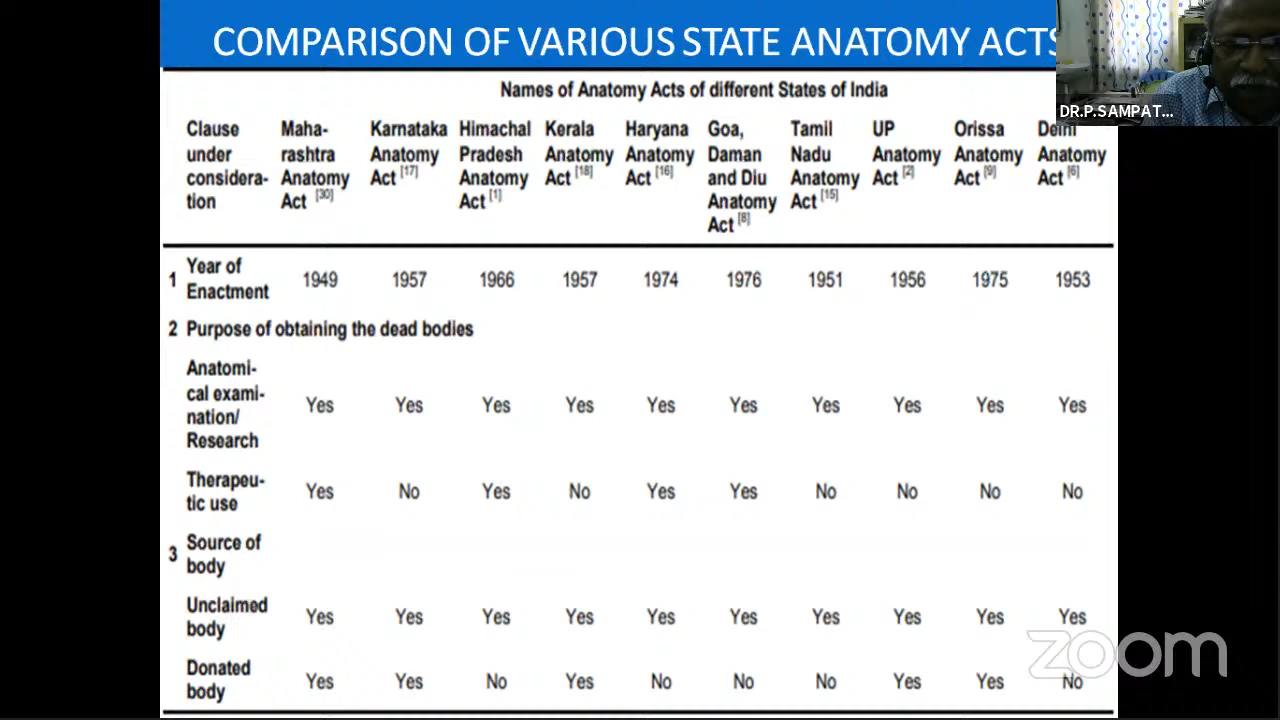 COMPARISON OF VARIOUS STATE ANATOMY ACTS
DR.P.SAMPAT...
Names of Anatomy Acts of different States of India
Clause under considera-tion Maha-rashtra Anatomy Act [30] Karnataka Anatomy Act [17] Himachal Pradesh Anatomy Act [1] Kerala Anatomy Act [18] Haryana Anatomy Act [16] Goa, Daman and Diu Anatomy Act [8] Tamil Nadu Anatomy Act [15] UP Anatomy Act [2] Orissa Anatomy Act [9] Delhi Anatomy Act [6]
1 Year of Enactment 1949 1957 1966 1957 1974 1976 1951 1956 1975 1953
2 Purpose of obtaining the dead bodies
Anatomi-cal exami-nation/ Research Yes Yes Yes Yes Yes Yes Yes Yes Yes Yes
Therapeu-tic use Yes No Yes No Yes Yes No No No No
3 Source of body
Unclaimed body Yes Yes Yes Yes Yes Yes Yes Yes Yes Yes
Donated body Yes Yes No Yes No No No Yes Yes No
zoom